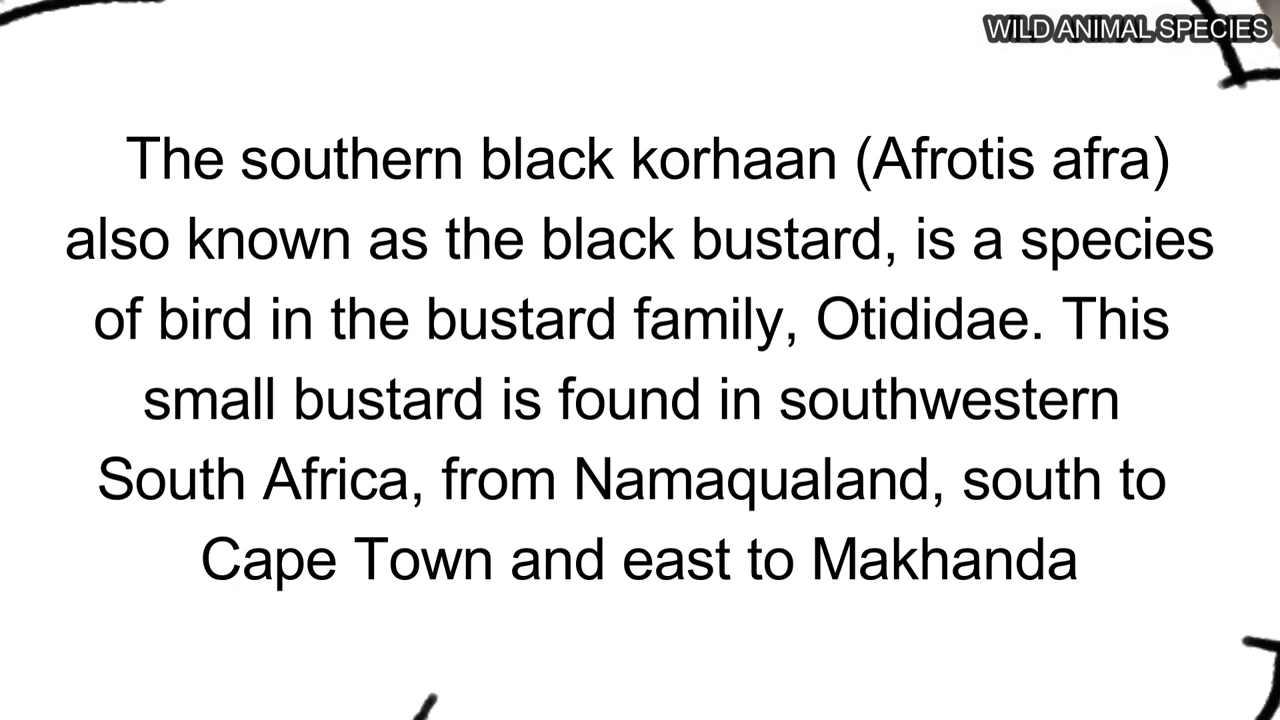 WILD ANIMAL SPECIES
The southern black korhaan (Afrotis afra)
also known as the black bustard, is a species
of bird in the bustard family, Otididae. This
small bustard is found in southwestern
South Africa, from Namaqualand, south to
Cape Town and east to Makhanda